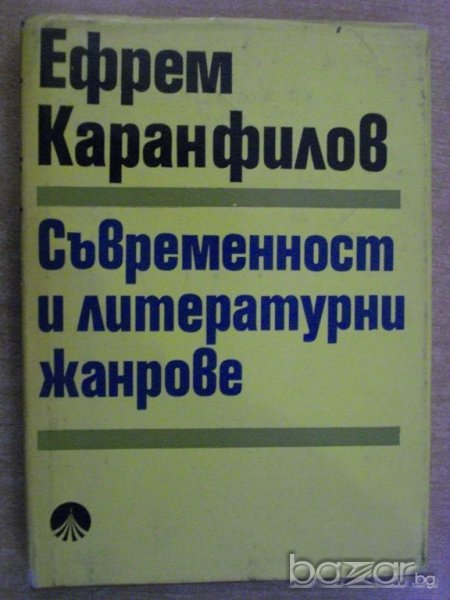 Ефрем
Каранфилов
Съвременност
и литературни
жанрове
bazar.bg